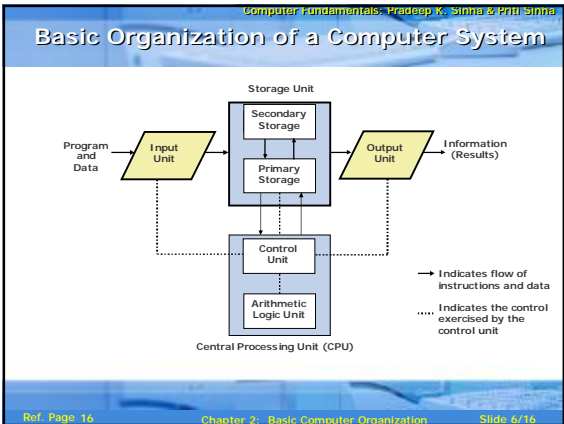 Computer Fundamentals: Pradeep K. Sinha & Priti Sinha
Basic Organization of a Computer System
Storage Unit
Secondary
Storage
Program
and
Data
Input
Unit
Output
Unit
Information
(Results)
Primary
Storage
Control
Unit
Arithmetic
Logic Unit
Central Processing Unit (CPU)
Indicates flow of
instructions and data
Indicates the control
exercised by the
control unit
Ref. Page 16
Chapter 2: Basic Computer Organization
Slide 6/16